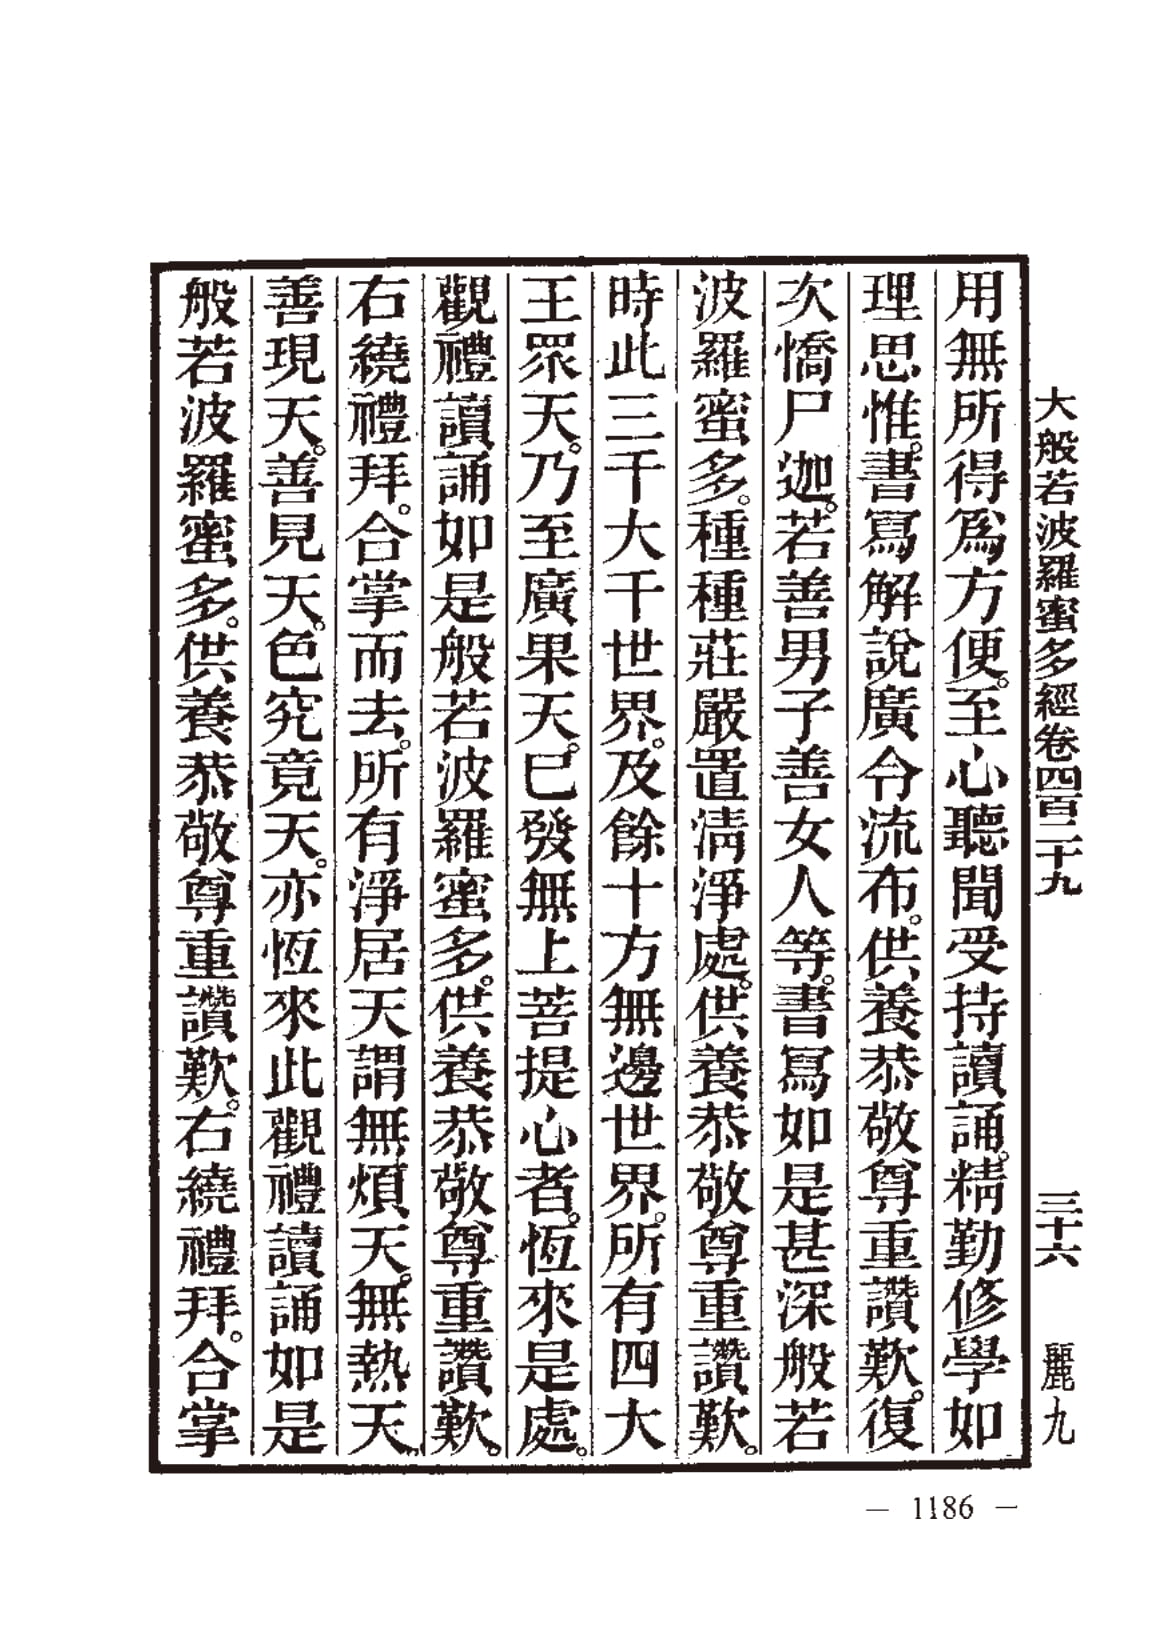 大般若波羅蜜多經卷四百二十九 三十六 麗九
用無所得爲方便。至心聽聞受持讀誦。精勤修學如
理思惟。書寫解說廣令流布。供養恭敬尊重讚歎。復
次憍尸迦。若善男子善女人等。書寫如是甚深般若
波羅蜜多。種種莊嚴置清淨處。供養恭敬尊重讚歎。
時此三千大千世界。及餘十方無邊世界。所有四大
王眾天。乃至廣果天。已發無上菩提心者。恆來是處。
觀禮讀誦如是般若波羅蜜多。供養恭敬尊重讚歎。
右繞禮拜。合掌而去。所有淨居天謂無煩天。無熱天。
善現天。善見天。色究竟天。亦恆來此觀禮讀誦如是
般若波羅蜜多。供養恭敬尊重讚歎。右繞禮拜。合掌
— 1186 —